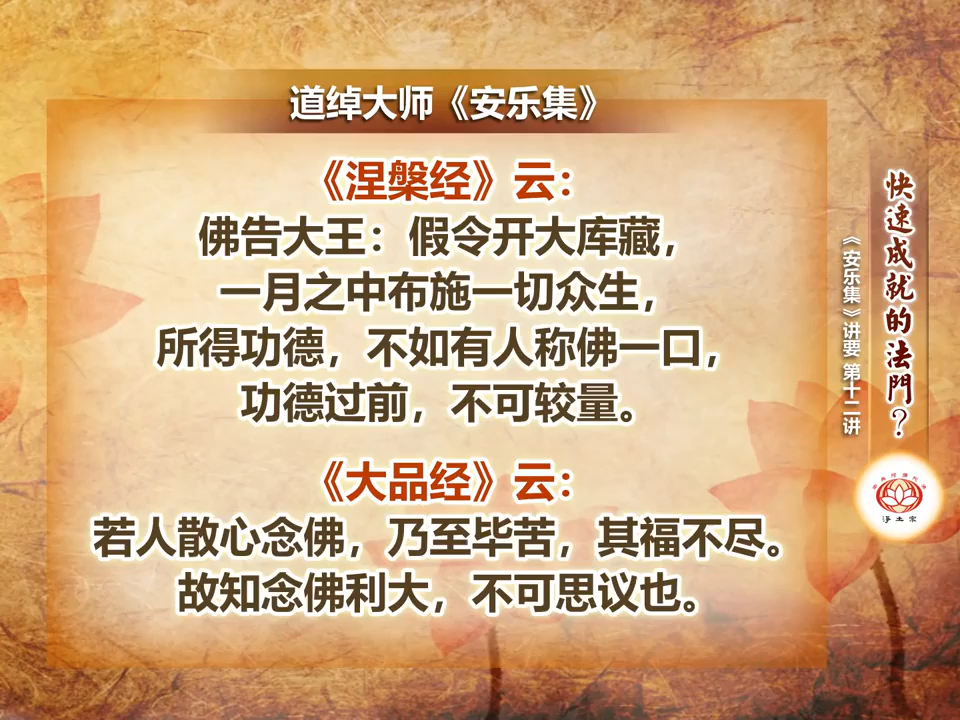 道绰大师《安乐集》
《涅槃经》云：
佛告大王：假令开大库藏，
一月之中布施一切众生，
所得功德，不如有人称佛一口，
功德过前，不可较量。
《大品经》云：
若人散心念佛，乃至毕苦，其福不尽。
故知念佛利大，不可思议也。
快速成就的法門？
《安乐集》讲要 第十二讲
净土宗